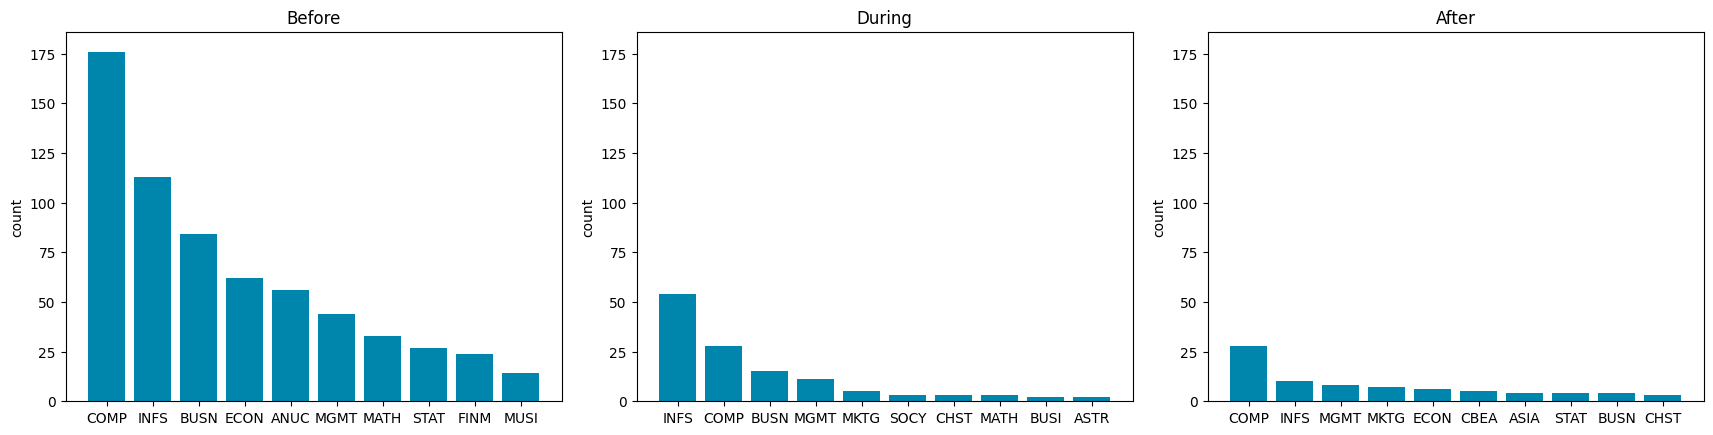 Before
count
175
150
125
100
75
50
25
0
COMP INFS BUSN ECON ANUC MGMT MATH STAT FINM MUSI
During
count
175
150
125
100
75
50
25
0
INFS COMP BUSN MGMT MKTG SOCY CHST MATH BUSI ASTR
After
count
175
150
125
100
75
50
25
0
COMP INFS MGMT MKTG ECON CBEA ASIA STAT BUSN CHST